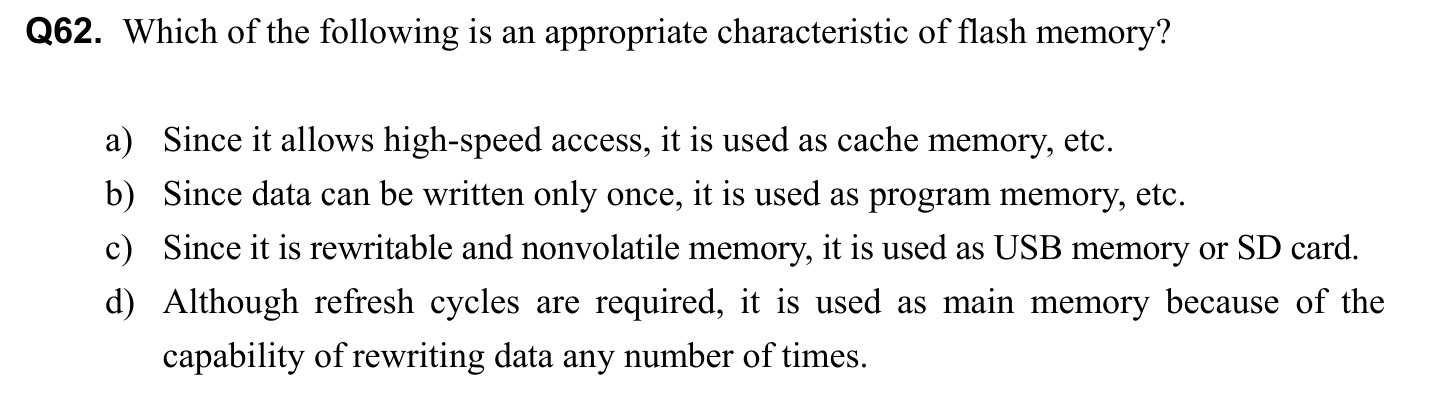 Q62. Which of the following is an appropriate characteristic of flash memory?
a) Since it allows high-speed access, it is used as cache memory, etc.
b) Since data can be written only once, it is used as program memory, etc.
c) Since it is rewritable and nonvolatile memory, it is used as USB memory or SD card.
d) Although refresh cycles are required, it is used as main memory because of the
capability of rewriting data any number of times.